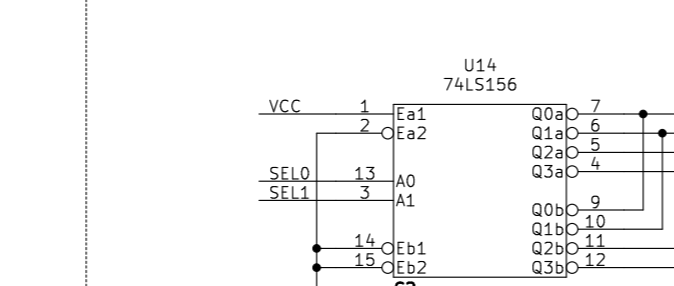 U14
74LS156
VCC 1 Ea1 Q0a 7
2 Ea2 Q1a 6
Q2a 5
Q3a 4
SEL0 13 A0
SEL1 3 A1
Q0b 9
Q1b 10
14 Eb1 Q2b 11
15 Eb2 Q3b 12